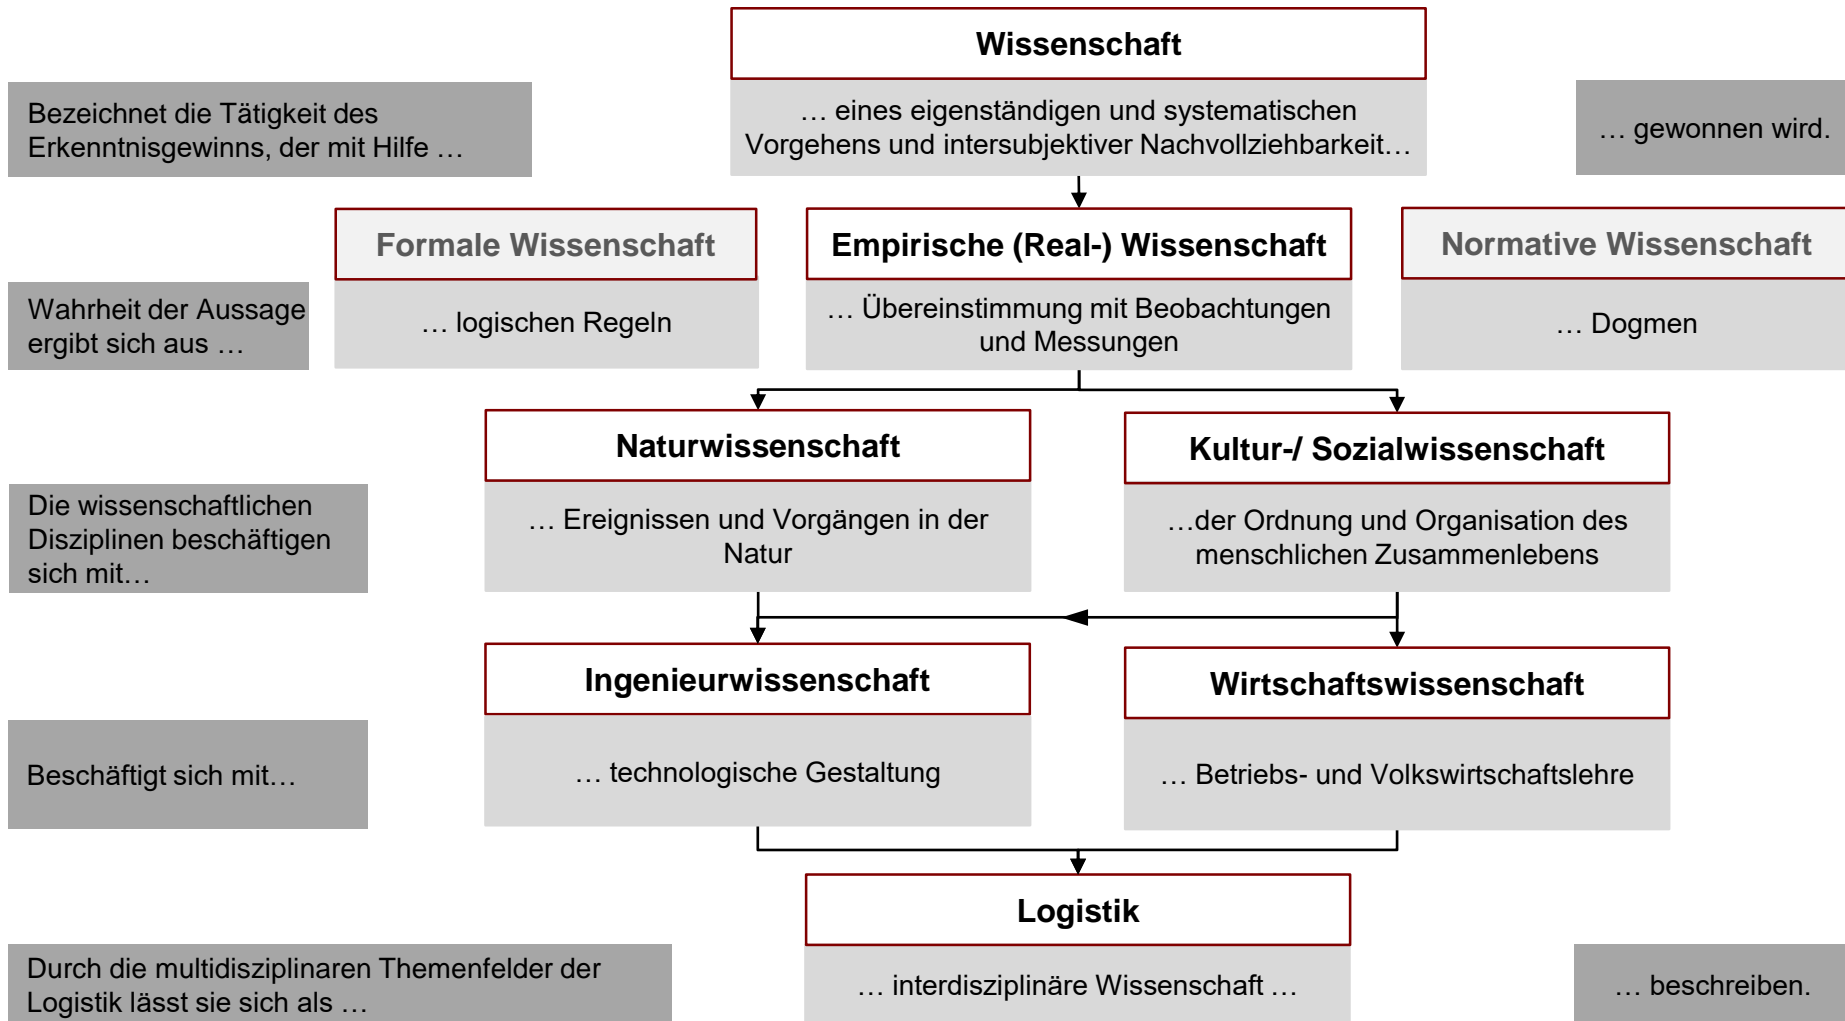 Wissenschaft
Bezeichnet die Tätigkeit des
Erkenntnisgewinns, der mit Hilfe …
… eines eigenständigen und systematischen
Vorgehens und intersubjektiver Nachvollziehbarkeit…
… gewonnen wird.
Formale Wissenschaft
Empirische (Real-) Wissenschaft
Normative Wissenschaft
Wahrheit der Aussage
ergibt sich aus …
… logischen Regeln
… Übereinstimmung mit Beobachtungen
und Messungen
… Dogmen
Naturwissenschaft
Kultur-/ Sozialwissenschaft
Die wissenschaftlichen
Disziplinen beschäftigen
sich mit…
… Ereignissen und Vorgängen in der
Natur
…der Ordnung und Organisation des
menschlichen Zusammenlebens
Ingenieurwissenschaft
Wirtschaftswissenschaft
Beschäftigt sich mit…
… technologische Gestaltung
… Betriebs- und Volkswirtschaftslehre
Logistik
Durch die multidisziplinaren Themenfelder der
Logistik lässt sie sich als …
… interdisziplinäre Wissenschaft …
… beschreiben.